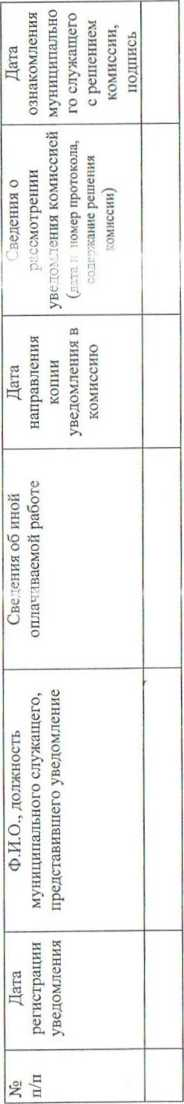 №
п/п
Дата
регистрации
уведомления
Ф.И.О., должность
муниципального служащего,
представившего уведомление
Сведения об иной
оплачиваемой работе
Дата
направления
копии
уведомления в
комиссию
Сведения о
рассмотрении
уведомления комиссией
(дата и номер протокола,
содержание решения
комиссии)
Дата
ознакомления
муниципально
го служащего
с решением
комиссии,
подпись